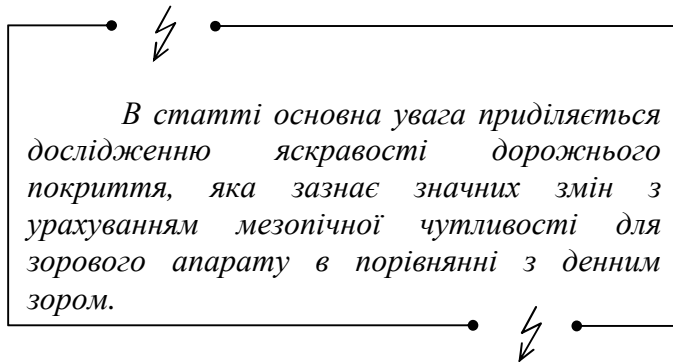 В статті основна увага приділяється
дослідженню яскравості дорожнього
покриття, яка зазнає значних змін з
урахуванням мезопічної чутливості для
зорового апарату в порівнянні з денним
зором.